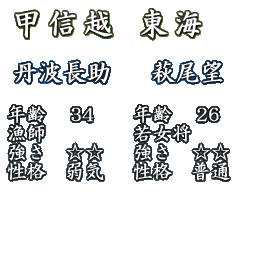 甲信越 東海
丹波長助 萩尾筌
年齢 34 年齢 26
漁師 若女将
強さ ☆☆ 強さ ☆☆
性格 弱気 性格 普通